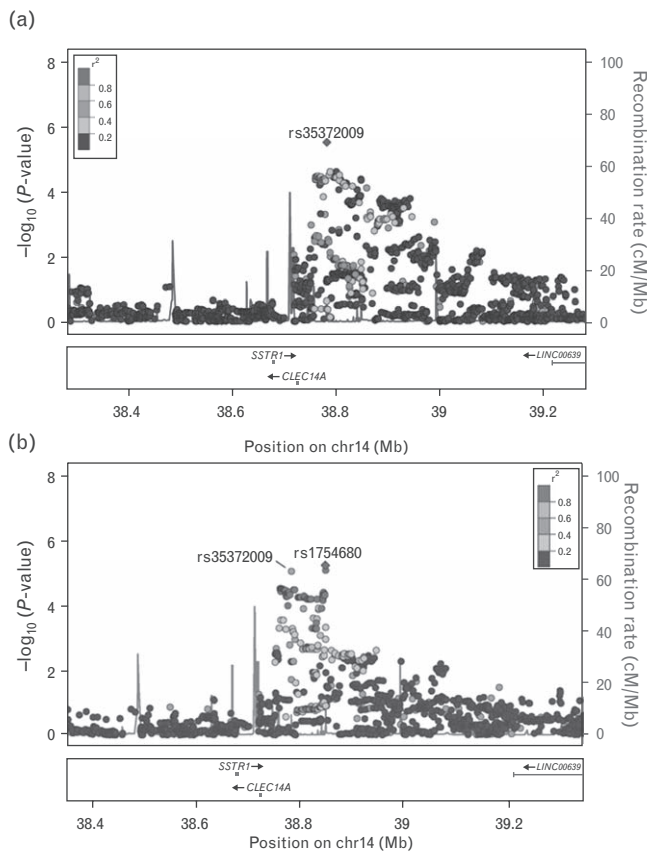 (a)
8
6
4
2
0
–log10 (P-value)
r2
0.8
0.6
0.4
0.2
rs35372009
100
80
60
40
20
0
Recombination rate (cM/Mb)
SSTR1
CLEC14A
LINC00639
38.4
38.6
38.8
39
39.2
Position on chr14 (Mb)
(b)
8
6
4
2
0
–log10 (P-value)
rs35372009
rs1754680
r2
0.8
0.6
0.4
0.2
100
80
60
40
20
0
Recombination rate (cM/Mb)
SSTR1
CLEC14A
LINC00639
38.4
38.6
38.8
39
39.2
Position on chr14 (Mb)